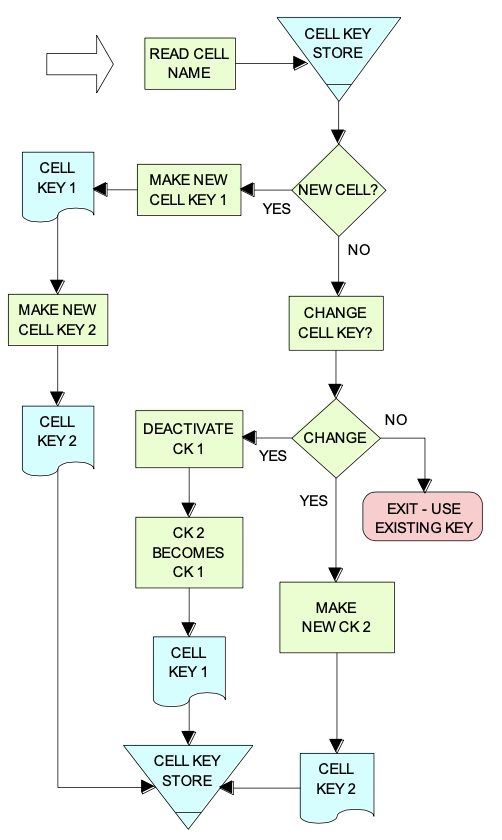 READ CELL
NAME
CELL KEY
STORE
CELL
KEY 1
MAKE NEW
CELL KEY 1
YES
NEW CELL?
NO
MAKE NEW
CELL KEY 2
CHANGE
CELL KEY?
CELL
KEY 2
DEACTIVATE
CK 1
YES
CHANGE
NO
YES
EXIT - USE
EXISTING KEY
CK 2
BECOMES
CK 1
MAKE
NEW CK 2
CELL
KEY 1
CELL KEY
STORE
CELL
KEY 2